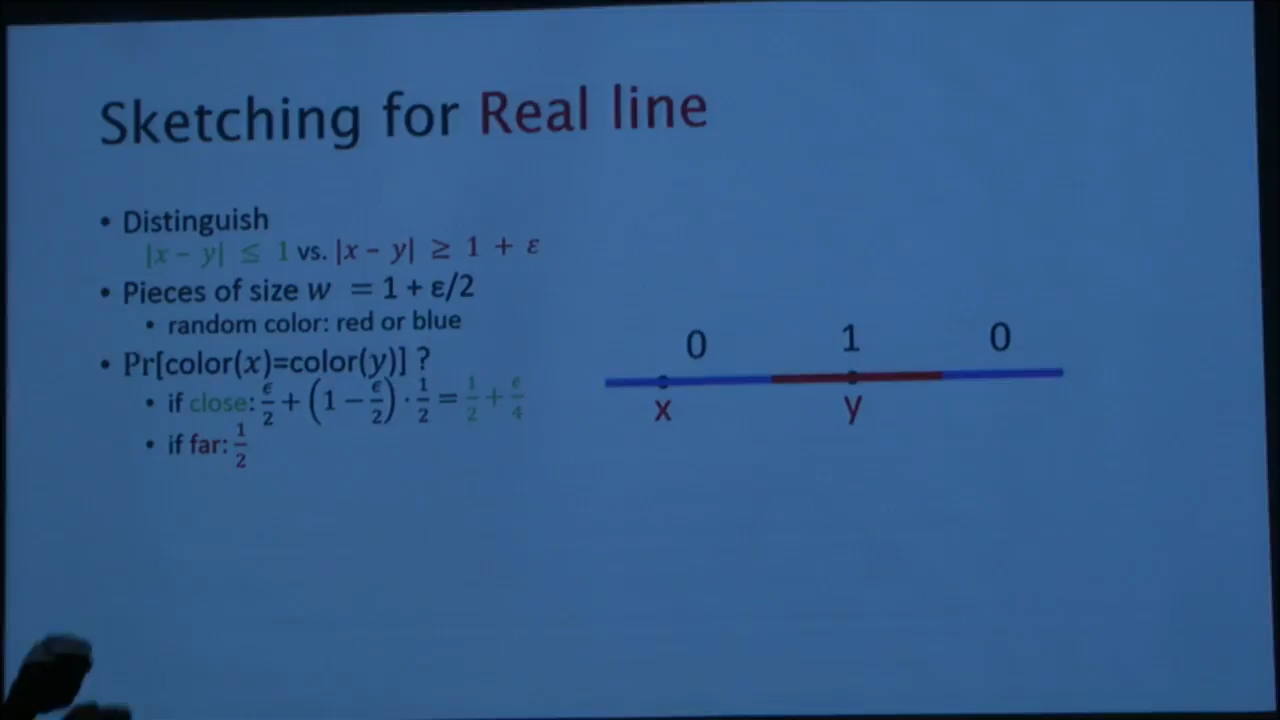 Sketching for Real line
• Distinguish
|x − y| ≤ 1 vs. |x − y| ≥ 1 + ε
• Pieces of size w = 1 + ε/2
• random color: red or blue
• Pr[color(x)=color(y)] ?
• if close: ϵ/2 + (1 − ϵ/2) · 1/2 = 1/2 + ϵ/4
• if far: 1/2
0 1 0
x y